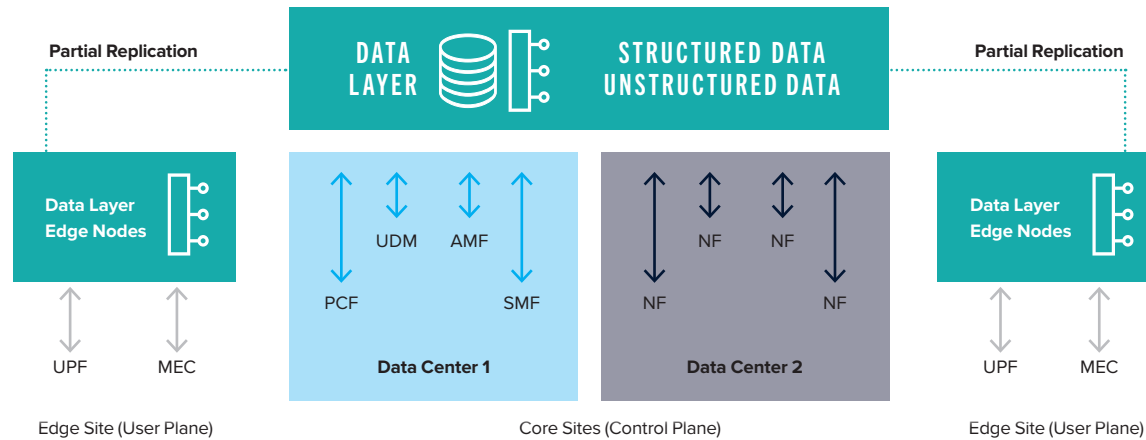 Partial Replication
DATA
LAYER
STRUCTURED DATA
UNSTRUCTURED DATA
Partial Replication
Data Layer
Edge Nodes
UPF
MEC
Edge Site (User Plane)
UDM
AMF
PCF
SMF
Data Center 1
NF
NF
NF
NF
Data Center 2
Core Sites (Control Plane)
Data Layer
Edge Nodes
UPF
MEC
Edge Site (User Plane)